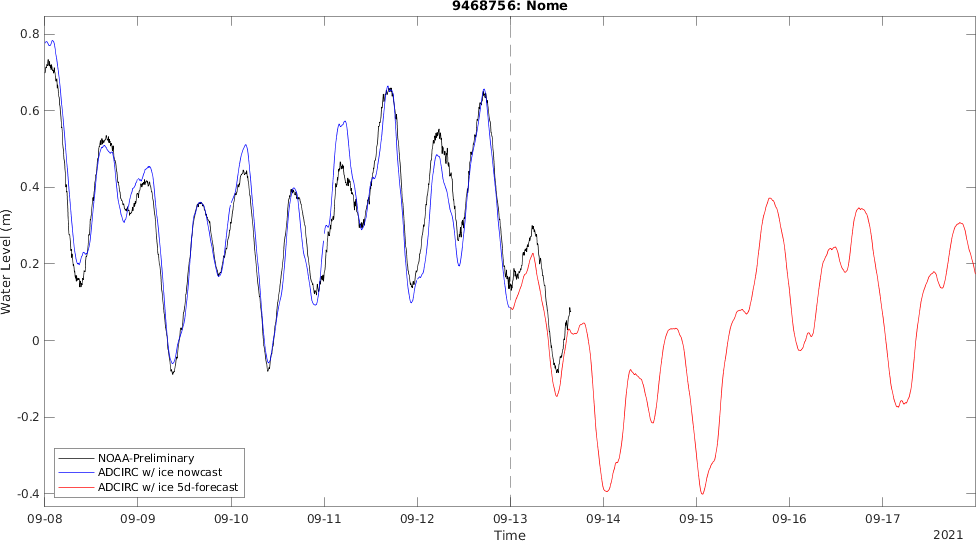 9468756: Nome
0.8
0.6
0.4
0.2
0
-0.2
-0.4
Water Level (m)
NOAA-Preliminary
ADCIRC w/ ice nowcast
ADCIRC w/ ice 5d-forecast
09-08 09-09 09-10 09-11 09-12 09-13 09-14 09-15 09-16 09-17
Time
2021